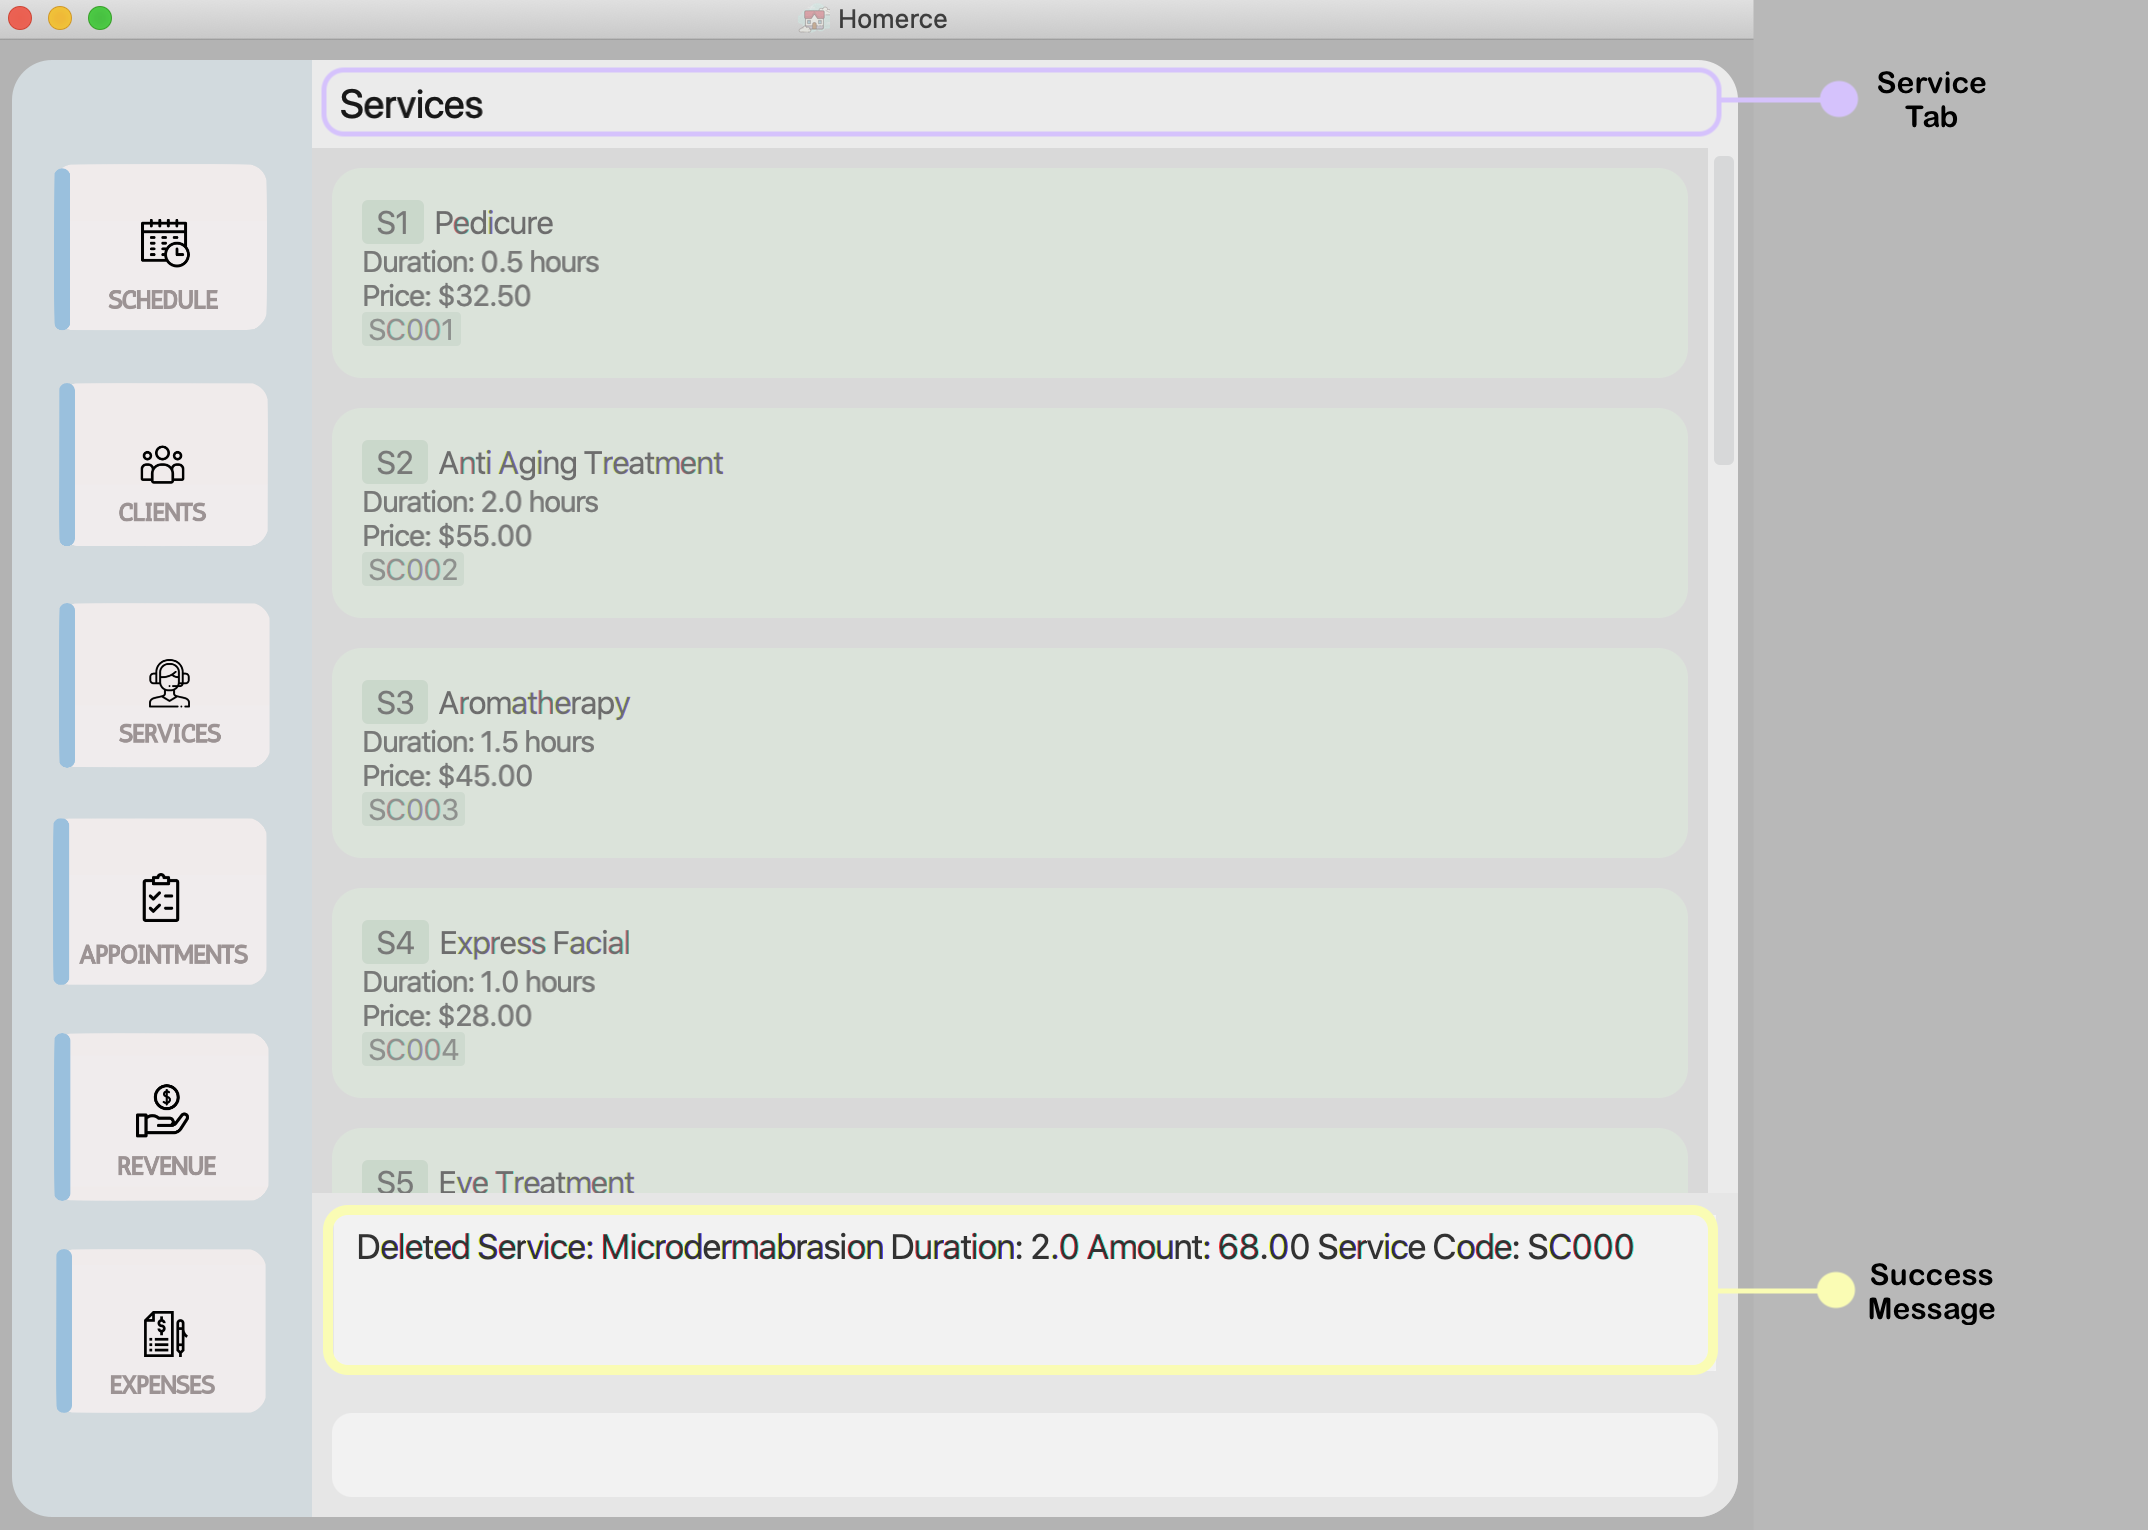 Homerce
Services
Service
Tab
SCHEDULE
CLIENTS
SERVICES
APPOINTMENTS
REVENUE
EXPENSES
S1 Pedicure
Duration: 0.5 hours
Price: $32.50
SC001
S2 Anti Aging Treatment
Duration: 2.0 hours
Price: $55.00
SC002
S3 Aromatherapy
Duration: 1.5 hours
Price: $45.00
SC003
S4 Express Facial
Duration: 1.0 hours
Price: $28.00
SC004
S5 Eye Treatment
Deleted Service: Microdermabrasion Duration: 2.0 Amount: 68.00 Service Code: SC000
Success
Message